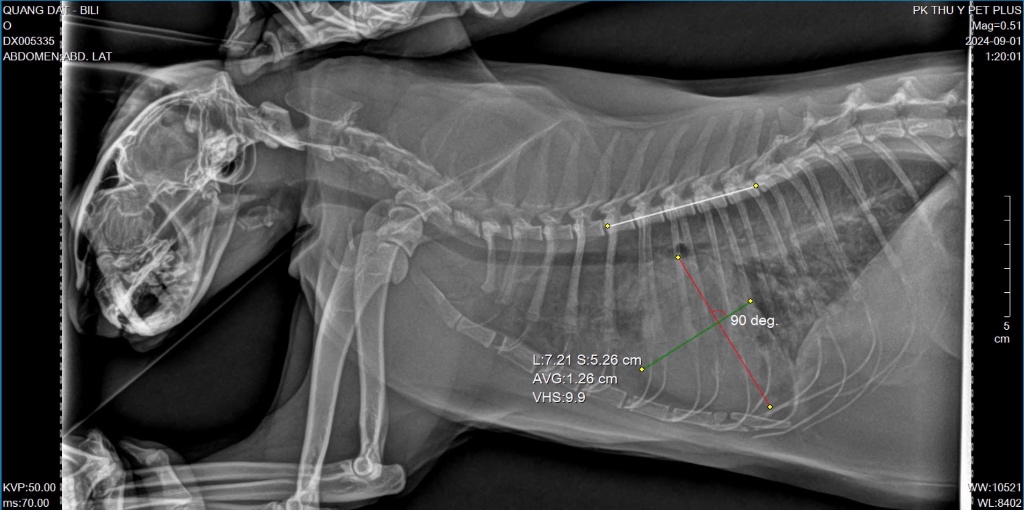 QUANG DAT - BILI
O
DX005335
ABDOMEN:ABD. LAT
PK THU Y PET PLUS
Mag=0.51
2024-09-01
1:20:01
90 deg.
L:7.21 S:5.26 cm
AVG:1.26 cm
VHS:9.9
5
cm
KVP:50.00
ms:70.00
WW:10521
WL:8402